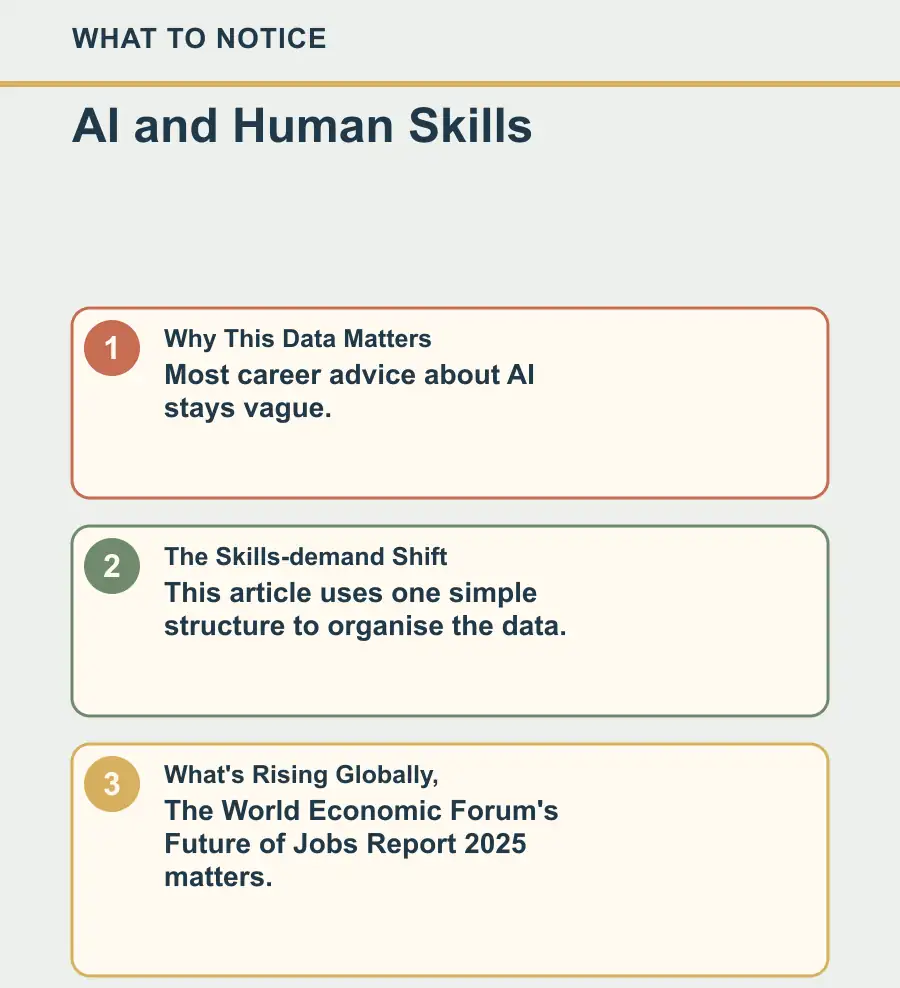 WHAT TO NOTICE
AI and Human Skills
1
Why This Data Matters
Most career advice about AI
stays vague.
2
The Skills-demand Shift
This article uses one simple
structure to organise the data.
3
What's Rising Globally,
The World Economic Forum's
Future of Jobs Report 2025
matters.